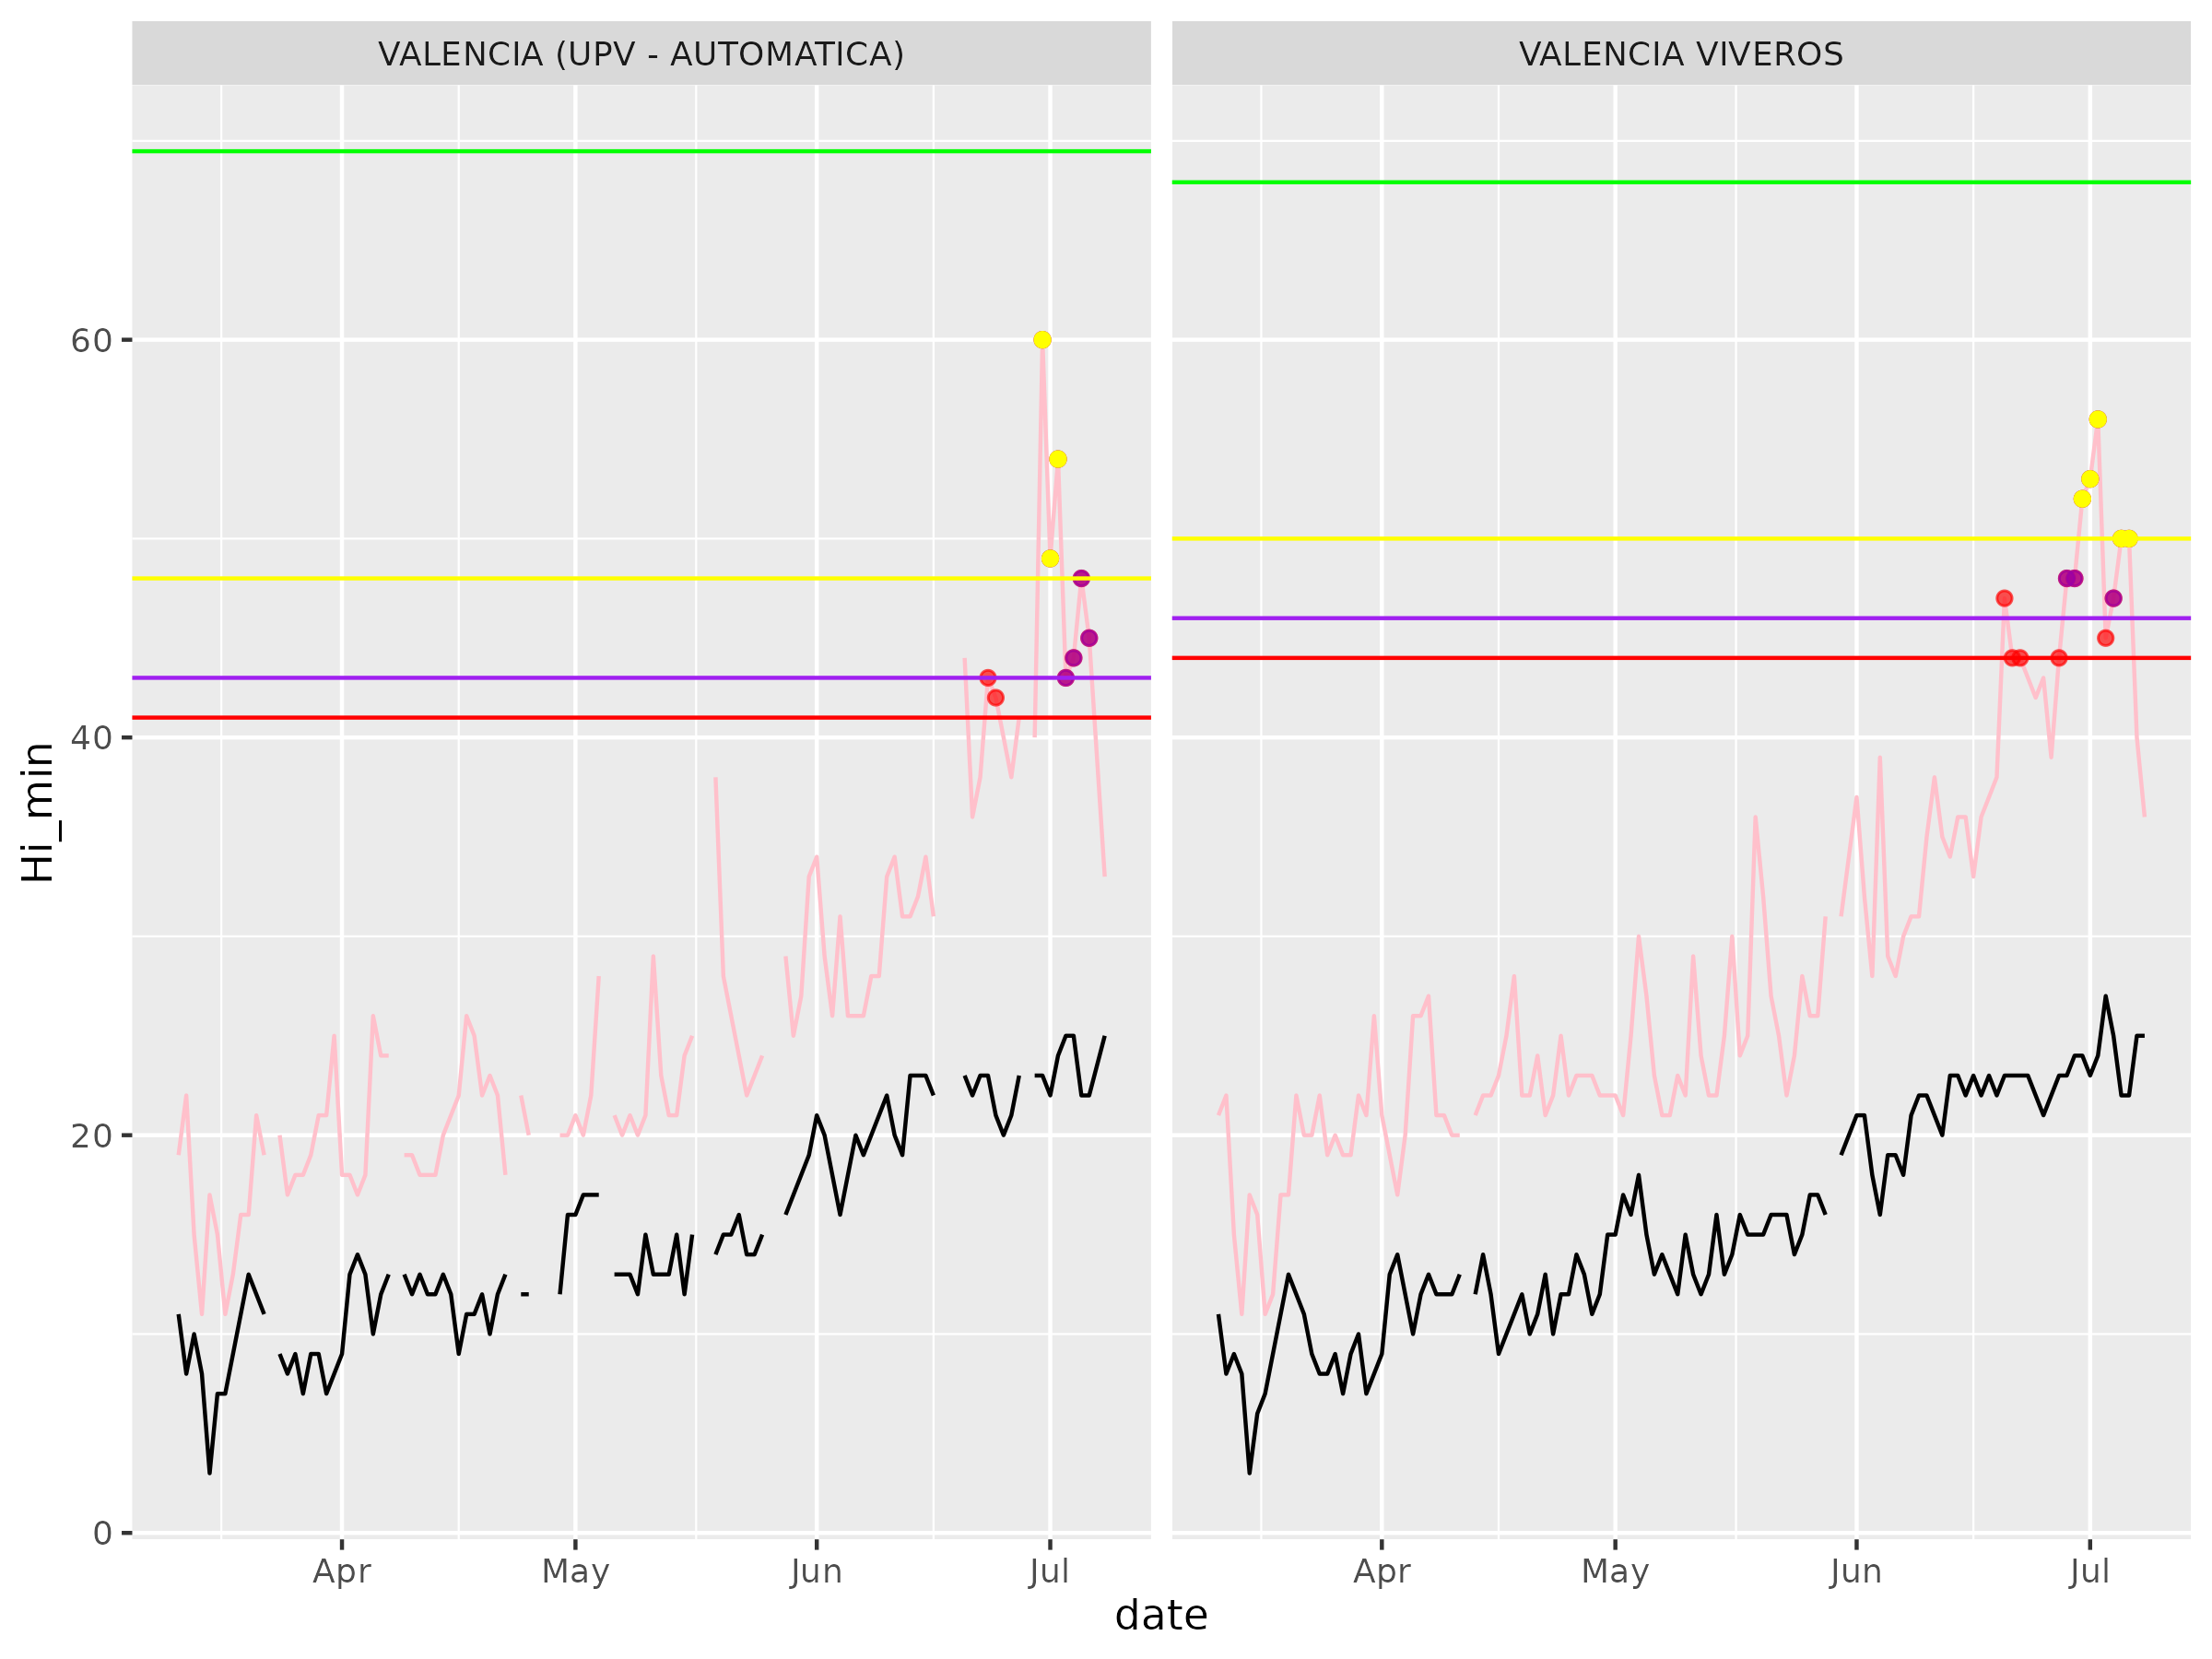 VALENCIA (UPV - AUTOMATICA)
VALENCIA VIVEROS
Hi_min
60
40
20
0
Apr May Jun Jul
Apr May Jun Jul
date